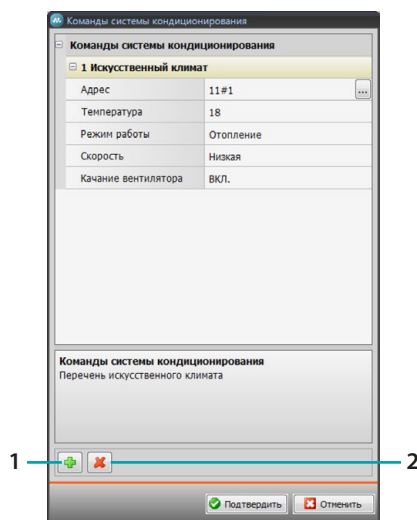 Команды системы кондиционирования
Команды системы кондиционирования
1 Искусственный климат
Адрес 11#1 ...
Температура 18
Режим работы Отопление
Скорость Низкая
Качание вентилятора ВКЛ.
Команды системы кондиционирования
Перечень искусственного климата
1 2
Подтвердить Отменить